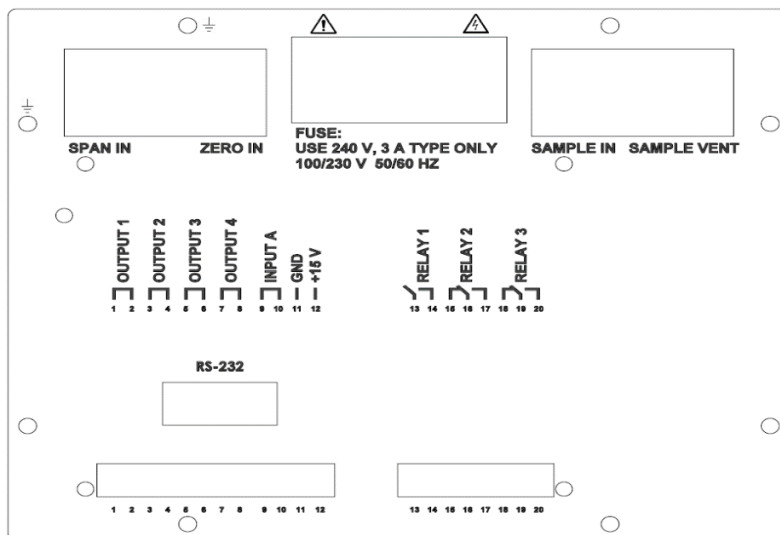 FUSE:
SPAN IN ZERO IN USE 240 V, 3 A TYPE ONLY SAMPLE IN SAMPLE VENT
100/230 V 50/60 HZ
OUTPUT 1
OUTPUT 2
OUTPUT 3
OUTPUT 4
INPUT A
GND
+15 V
RELAY 1
RELAY 2
RELAY 3
1 2 3 4 5 6 7 8 9 10 11 12 13 14 15 16 17 18 19 20
RS-232
1 2 3 4 5 6 7 8 9 10 11 12 13 14 15 16 17 18 19 20